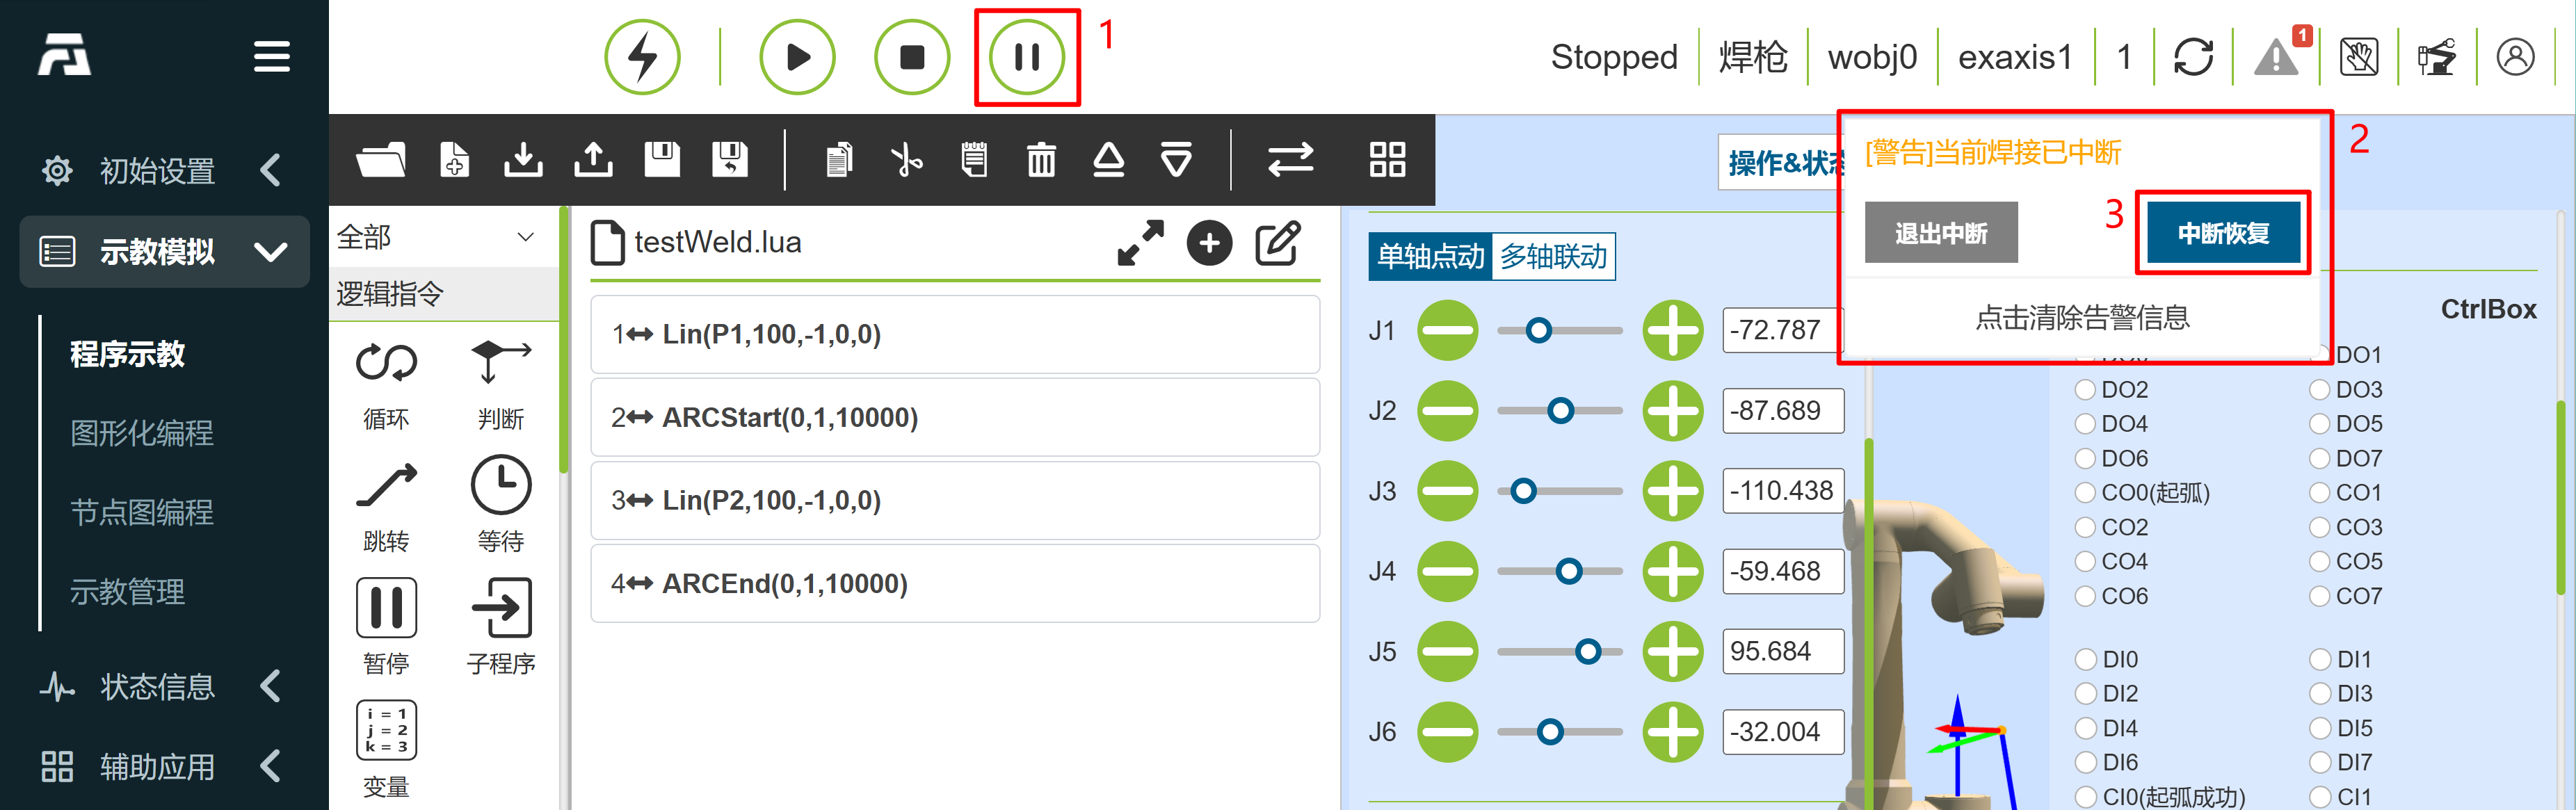 1
Stopped
焊枪
wobj0
exaxis1
1
1
初始设置
示教模拟
程序示教
图形化编程
节点图编程
示教管理
状态信息
辅助应用
全部
逻辑指令
循环
判断
跳转
等待
暂停
子程序
i = 1
j = 2
k = 3
变量
testWeld.lua
1 Lin(P1,100,-1,0,0)
2 ARCStart(0,1,10000)
3 Lin(P2,100,-1,0,0)
4 ARCEnd(0,1,10000)
操作&状态
单轴点动
多轴联动
J1 -72.787
J2 -87.689
J3 -110.438
J4 -59.468
J5 95.684
J6 -32.004
2
[警告]当前焊接已中断
退出中断
3
中断恢复
点击清除告警信息
CtrlBox
DO1
DO2 DO3
DO4 DO5
DO6 DO7
CO0(起弧) CO1
CO2 CO3
CO4 CO5
CO6 CO7
DI0 DI1
DI2 DI3
DI4 DI5
DI6 DI7
CI0(起弧成功) CI1